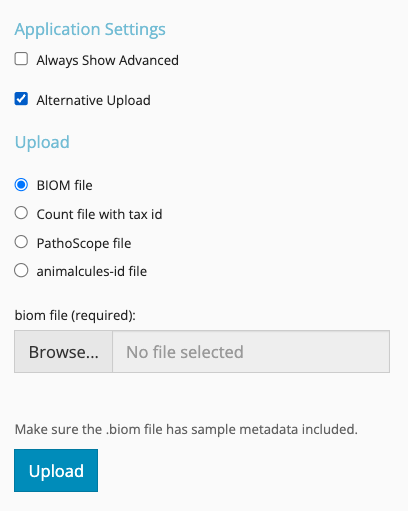 Application Settings
Always Show Advanced
Alternative Upload
Upload
BIOM file
Count file with tax id
PathoScope file
animalcules-id file
biom file (required):
Browse... No file selected
Make sure the .biom file has sample metadata included.
Upload